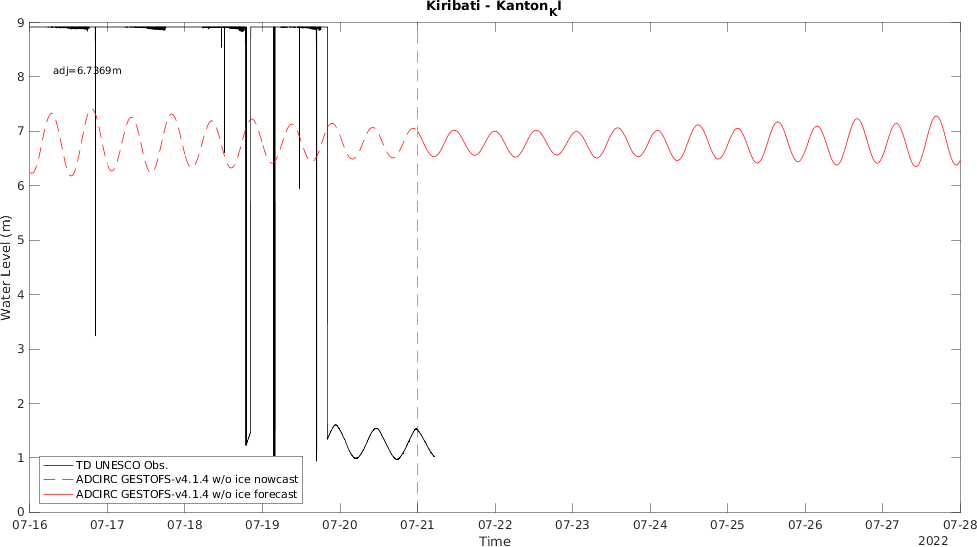 Kiribati - Kanton_KI
9
8
7
6
5
4
3
2
1
0
Water Level (m)
adj=6.7369m
TD UNESCO Obs.
ADCIRC GESTOFS-v4.1.4 w/o ice nowcast
ADCIRC GESTOFS-v4.1.4 w/o ice forecast
07-16 07-17 07-18 07-19 07-20 07-21 07-22 07-23 07-24 07-25 07-26 07-27 07-28
Time
2022